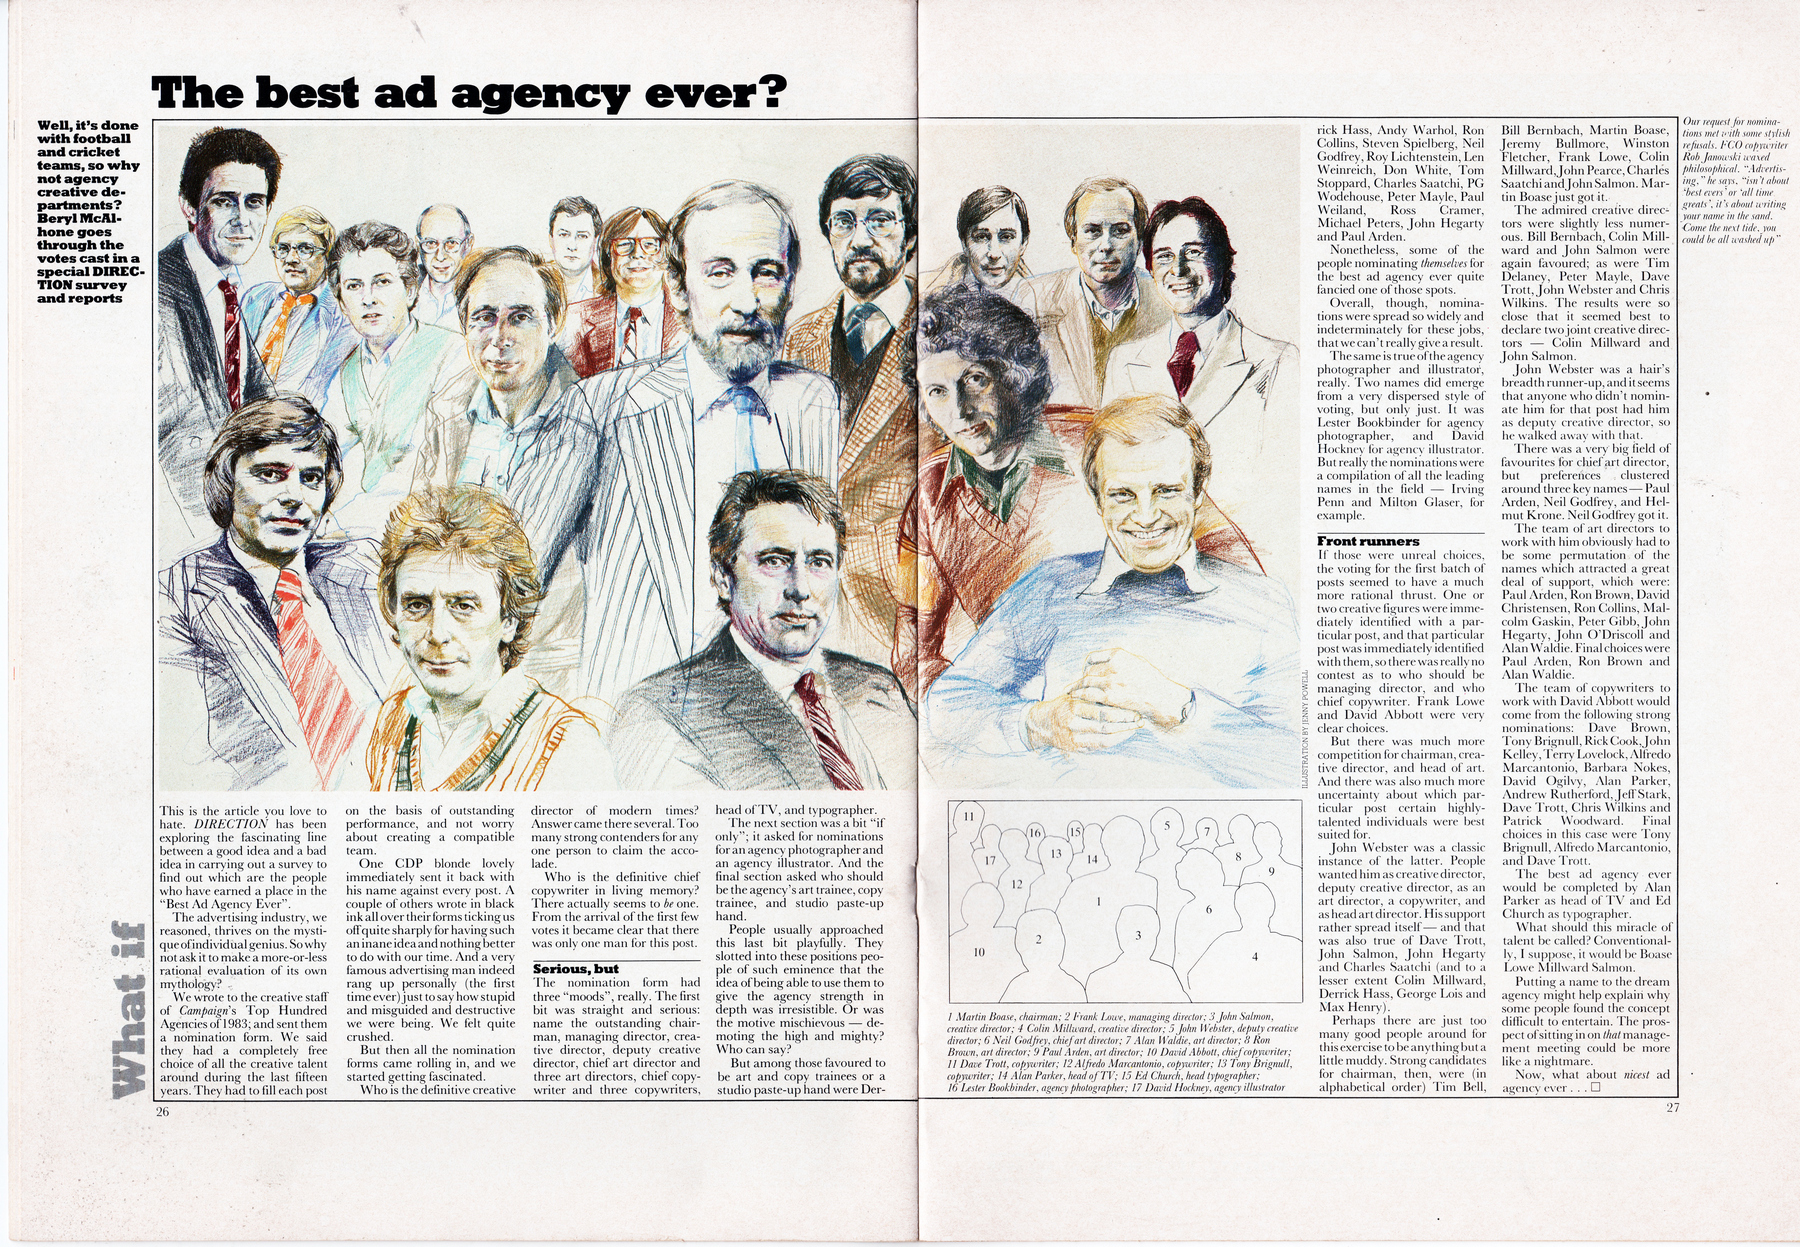 The best ad agency ever?
Well, it's done
with football
and cricket
teams, so why
not agency
creative de-
partments?
Beryl McAl-
hone goes
through the
votes cast in a
special DIREC-
TION survey
and reports
What if
ILLUSTRATION BY JENNY POWELL
This is the article you love to
hate. DIRECTION has been
exploring the fascinating line
between a good idea and a bad
idea in carrying out a survey to
find out which are the people
who have earned a place in the
"Best Ad Agency Ever".
The advertising industry, we
reasoned, thrives on the mysti-
que of individual genius. So why
not ask it to make a more-or-less
rational evaluation of its own
mythology?
We wrote to the creative staff
of Campaign's Top Hundred
Agencies of 1983; and sent them
a nomination form. We said
they had a completely free
choice of all the creative talent
around during the last fifteen
years. They had to fill each post
on the basis of outstanding
performance, and not worry
about creating a compatible
team.
One CDP blonde lovely
immediately sent it back with
his name against every post. A
couple of others wrote in black
ink all over their forms ticking us
off quite sharply for having such
an inane idea and nothing better
to do with our time. And a very
famous advertising man indeed
rang up personally (the first
time ever) just to say how stupid
and misguided and destructive
we were being. We felt quite
crushed.
But then all the nomination
forms came rolling in, and we
started getting fascinated.
Who is the definitive creative
director of modern times?
Answer came there several. Too
many strong contenders for any
one person to claim the acco-
lade.
Who is the definitive chief
copywriter in living memory?
There actually seems to be one.
From the arrival of the first few
votes it became clear that there
was only one man for this post.
Serious, but
The nomination form had
three "moods", really. The first
bit was straight and serious:
name the outstanding chair-
man, managing director, crea-
tive director, deputy creative
director, chief art director and
three art directors, chief copy-
writer and three copywriters,
head of TV, and typographer.
The next section was a bit "if
only"; it asked for nominations
for an agency photographer and
an agency illustrator. And the
final section asked who should
be the agency's art trainee, copy
trainee, and studio paste-up
hand.
People usually approached
this last bit playfully. They
slotted into these positions peo-
ple of such eminence that the
idea of being able to use them to
give the agency strength in
depth was irresistible. Or was
the motive mischievous — de-
moting the high and mighty?
Who can say?
But among those favoured to
be art and copy trainees or a
studio paste-up hand were Der-
26
11
16
15
5
7
17
13
14
8
12
9
1
6
10
2
3
4
1 Martin Boase, chairman; 2 Frank Lowe, managing director; 3 John Salmon,
creative director; 4 Colin Millward, creative director; 5 John Webster, deputy creative
director; 6 Neil Godfrey, chief art director; 7 Alan Waldie, art director; 8 Ron
Brown, art director; 9 Paul Arden, art director; 10 David Abbott, chief copywriter;
11 Dave Trott, copywriter; 12 Alfredo Marcantonio, copywriter; 13 Tony Brignull,
copywriter; 14 Alan Parker, head of TV; 15 Ed Church, head typographer;
16 Lester Bookbinder, agency photographer; 17 David Hockney, agency illustrator
rick Hass, Andy Warhol, Ron
Collins, Steven Spielberg, Neil
Godfrey, Roy Lichtenstein, Len
Weinreich, Don White, Tom
Stoppard, Charles Saatchi, PG
Wodehouse, Peter Mayle, Paul
Weiland, Ross Cramer,
Michael Peters, John Hegarty
and Paul Arden.
Nonetheless, some of the
people nominating themselves for
the best ad agency ever quite
fancied one of those spots.
Overall, though, nomina-
tions were spread so widely and
indeterminately for these jobs,
that we can't really give a result.
The same is true of the agency
photographer and illustrator,
really. Two names did emerge
from a very dispersed style of
voting, but only just. It was
Lester Bookbinder for agency
photographer, and David
Hockney for agency illustrator.
But really the nominations were
a compilation of all the leading
names in the field — Irving
Penn and Milton Glaser, for
example.
Front runners
If those were unreal choices,
the voting for the first batch of
posts seemed to have a much
more rational thrust. One or
two creative figures were imme-
diately identified with a par-
ticular post, and that particular
post was immediately identified
with them, so there was really no
contest as to who should be
managing director, and who
chief copywriter. Frank Lowe
and David Abbott were very
clear choices.
But there was much more
competition for chairman, crea-
tive director, and head of art.
And there was also much more
uncertainty about which par-
ticular post certain highly-
talented individuals were best
suited for.
John Webster was a classic
instance of the latter. People
wanted him as creative director,
deputy creative director, as an
art director, a copywriter, and
as head art director. His support
rather spread itself — and that
was also true of Dave Trott,
John Salmon, John Hegarty
and Charles Saatchi (and to a
lesser extent Colin Millward,
Derrick Hass, George Lois and
Max Henry).
Perhaps there are just too
many good people around for
this exercise to be anything but a
little muddy. Strong candidates
for chairman, then, were (in
alphabetical order) Tim Bell,
Bill Bernbach, Martin Boase,
Jeremy Bullmore, Winston
Fletcher, Frank Lowe, Colin
Millward, John Pearce, Charles
Saatchi and John Salmon. Mar-
tin Boase just got it.
The admired creative direc-
tors were slightly less numer-
ous. Bill Bernbach, Colin Mill-
ward and John Salmon were
again favoured; as were Tim
Delaney, Peter Mayle, Dave
Trott, John Webster and Chris
Wilkins. The results were so
close that it seemed best to
declare two joint creative direc-
tors — Colin Millward and
John Salmon.
John Webster was a hair's
breadth runner-up, and it seems
that anyone who didn't nomin-
ate him for that post had him
as deputy creative director, so
he walked away with that.
There was a very big field of
favourites for chief art director,
but preferences clustered
around three key names — Paul
Arden, Neil Godfrey, and Hel-
mut Krone. Neil Godfrey got it.
The team of art directors to
work with him obviously had to
be some permutation of the
names which attracted a great
deal of support, which were:
Paul Arden, Ron Brown, David
Christensen, Ron Collins, Mal-
colm Gaskin, Peter Gibb, John
Hegarty, John O'Driscoll and
Alan Waldie. Final choices were
Paul Arden, Ron Brown and
Alan Waldie.
The team of copywriters to
work with David Abbott would
come from the following strong
nominations: Dave Brown,
Tony Brignull, Rick Cook, John
Kelley, Terry Lovelock, Alfredo
Marcantonio, Barbara Nokes,
David Ogilvy, Alan Parker,
Andrew Rutherford, Jeff Stark,
Dave Trott, Chris Wilkins and
Patrick Woodward. Final
choices in this case were Tony
Brignull, Alfredo Marcantonio,
and Dave Trott.
The best ad agency ever
would be completed by Alan
Parker as head of TV and Ed
Church as typographer.
What should this miracle of
talent be called? Conventional-
ly, I suppose, it would be Boase
Lowe Millward Salmon.
Putting a name to the dream
agency might help explain why
some people found the concept
difficult to entertain. The pros-
pect of sitting in on that manage-
ment meeting could be more
like a nightmare.
Now, what about nicest ad
agency ever . . . □
Our request for nomina-
tions met with some stylish
refusals. FCO copywriter
Rob Janowski waxed
philosophical. "Advertis-
ing," he says, "isn't about
'best evers' or 'all time
greats', it's about writing
your name in the sand.
Come the next tide, you
could be all washed up"
27